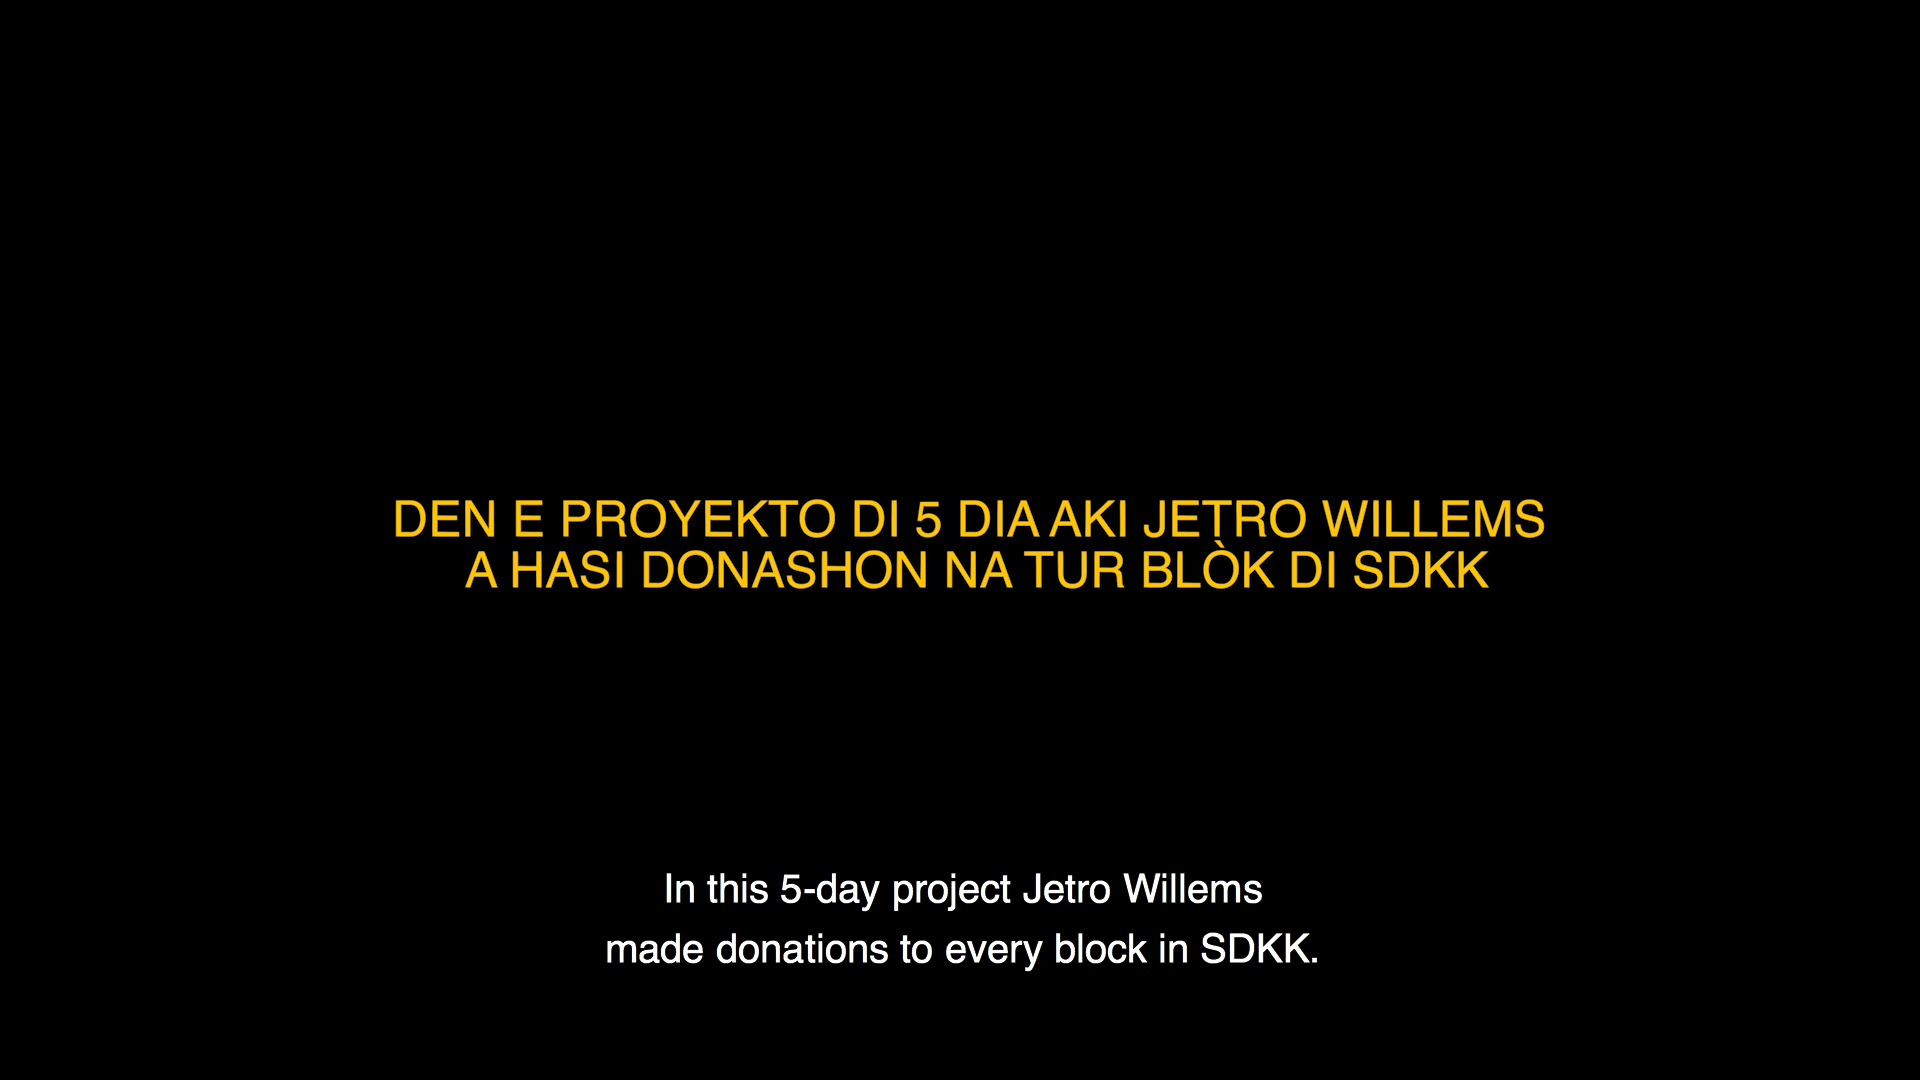 DEN E PROYEKTO DI 5 DIA AKI JETRO WILLEMS
A HASI DONASHON NA TUR BLÒK DI SDKK
In this 5-day project Jetro Willems
made donations to every block in SDKK.